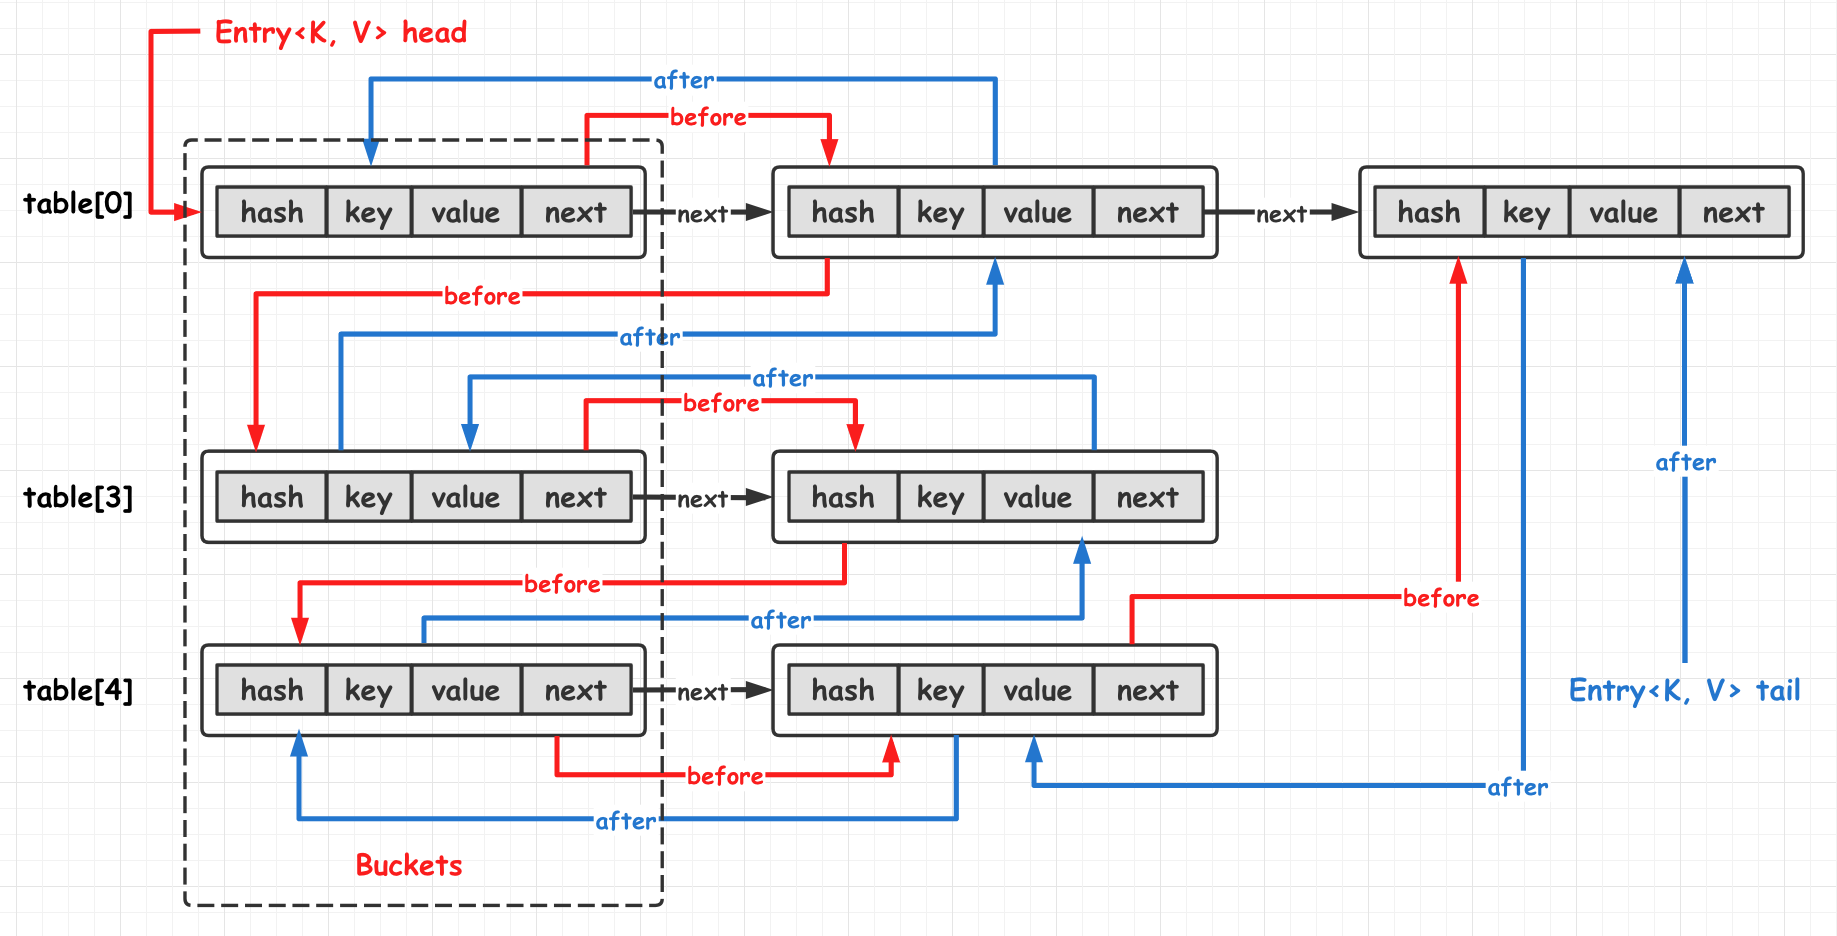 Entry<K, V> head
after
before
table[0]
hash key value next
next
hash key value next
next
hash key value next
before
after
after
before
after
table[3]
hash key value next
next
hash key value next
before
before
after
table[4]
hash key value next
next
hash key value next
Entry<K, V> tail
before
after
after
Buckets